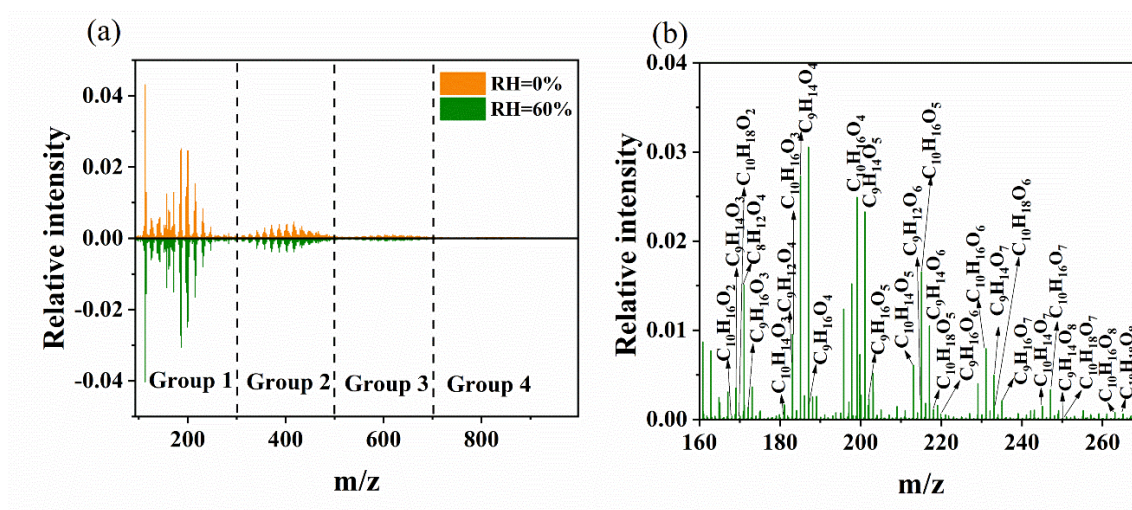 (a)
RH=0%
RH=60%
0.04
0.02
0.00
-0.02
-0.04
Relative intensity
Group 1
Group 2
Group 3
Group 4
200
400
600
800
m/z
(b)
0.04
0.03
0.02
0.01
0.00
Relative intensity
C10H16O2
C9H14O3
C10H18O2
C8H12O4
C9H16O3
C10H14O3
C9H12O4
C10H16O3
C9H14O4
C9H16O4
C10H16O4
C9H14O5
C9H16O5
C10H14O5
C9H12O6
C10H16O5
C9H14O6
C10H18O5
C9H16O6
C10H16O6
C9H14O7
C10H18O6
C9H16O7
C10H14O7
C10H16O7
C9H14O8
C10H18O7
C10H16O8
160
180
200
220
240
260
m/z